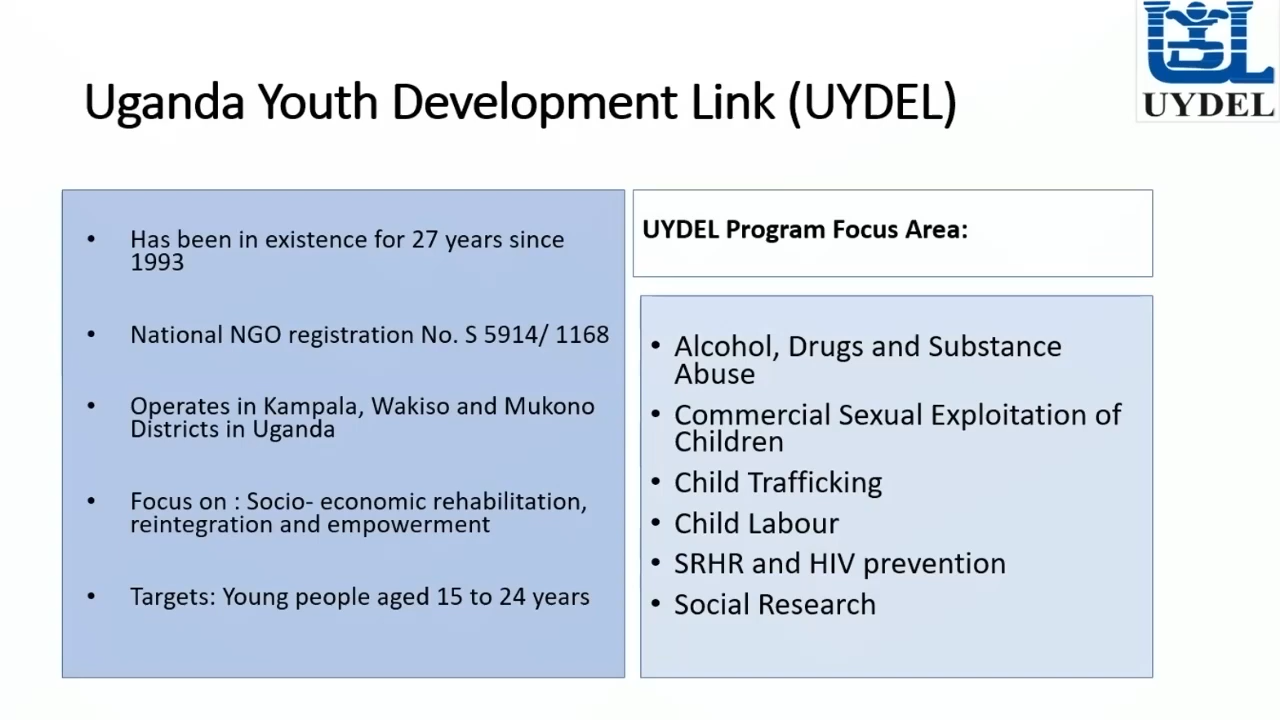 Uganda Youth Development Link (UYDEL)
UYDEL
• Has been in existence for 27 years since
1993
• National NGO registration No. S 5914/ 1168
• Operates in Kampala, Wakiso and Mukono
Districts in Uganda
• Focus on : Socio- economic rehabilitation,
reintegration and empowerment
• Targets: Young people aged 15 to 24 years
UYDEL Program Focus Area:
• Alcohol, Drugs and Substance
Abuse
• Commercial Sexual Exploitation of
Children
• Child Trafficking
• Child Labour
• SRHR and HIV prevention
• Social Research